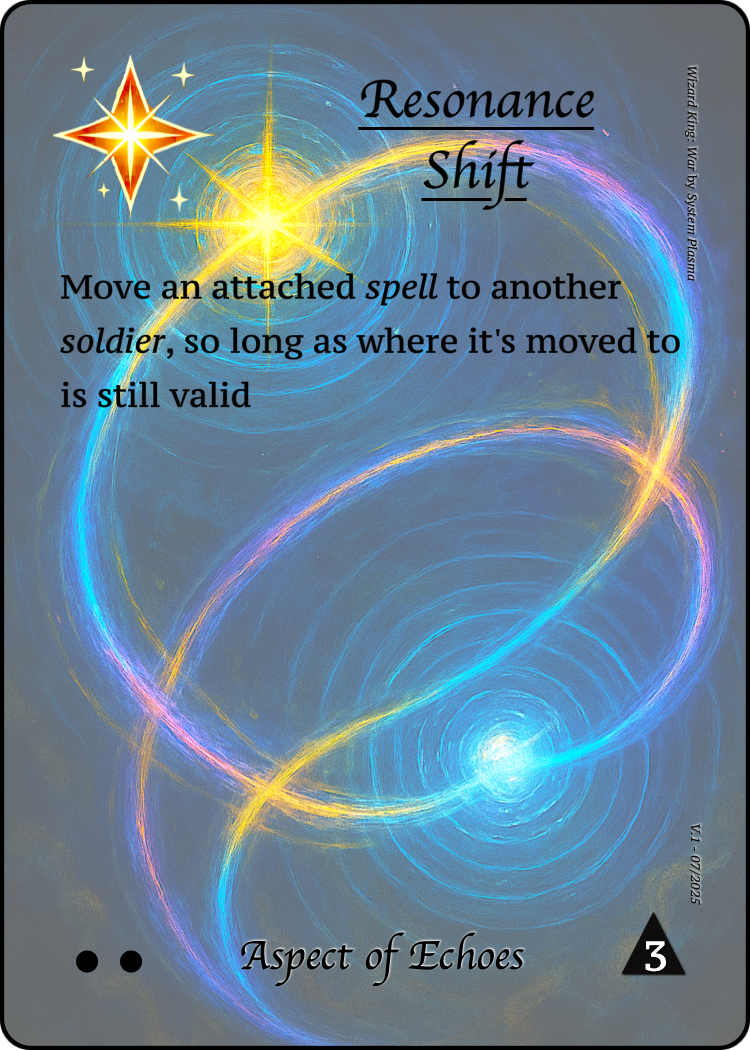 Resonance
Shift
Wizard King: War by System Plasma
Move an attached spell to another
soldier, so long as where it's moved to
is still valid
V.1 - 07/2025
Aspect of Echoes
3